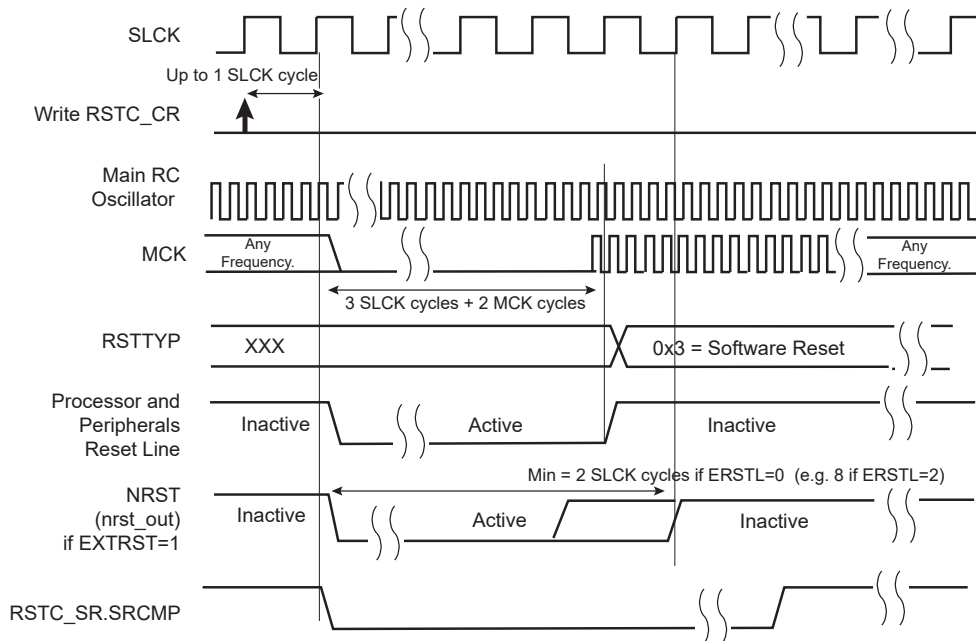 SLCK
Up to 1 SLCK cycle
Write RSTC_CR
Main RC
Oscillator
MCK
Any
Frequency.
Any
Frequency.
3 SLCK cycles + 2 MCK cycles
RSTTYP
XXX
0x3 = Software Reset
Processor and
Peripherals
Reset Line
Inactive
Active
Inactive
Min = 2 SLCK cycles if ERSTL=0 (e.g. 8 if ERSTL=2)
NRST
(nrst_out)
if EXTRST=1
Inactive
Active
Inactive
RSTC_SR.SRCMP